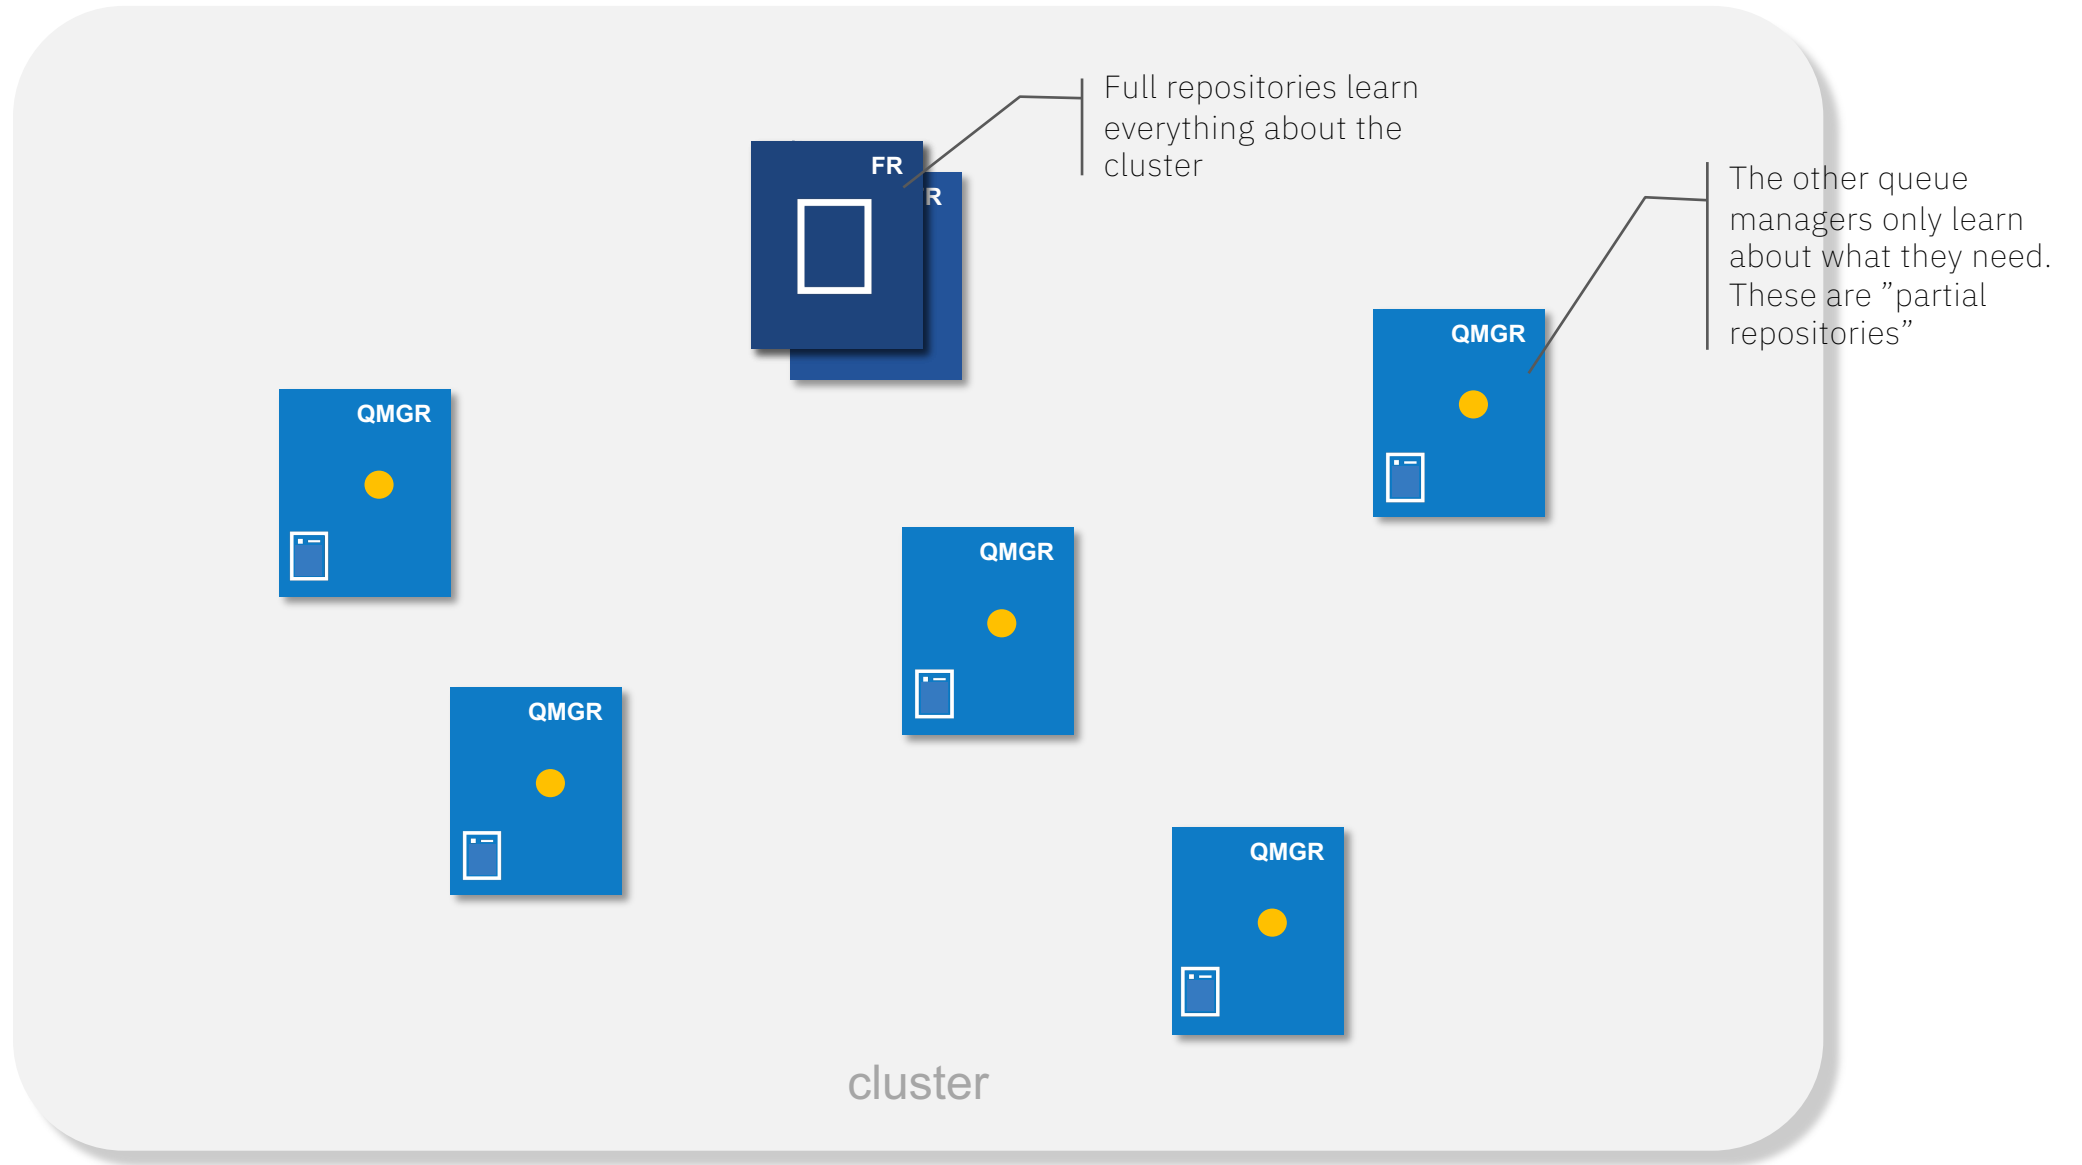 Full repositories learn
everything about the
cluster
FR
R
The other queue
managers only learn
about what they need.
These are ”partial
repositories”
QMGR
QMGR
QMGR
QMGR
QMGR
cluster